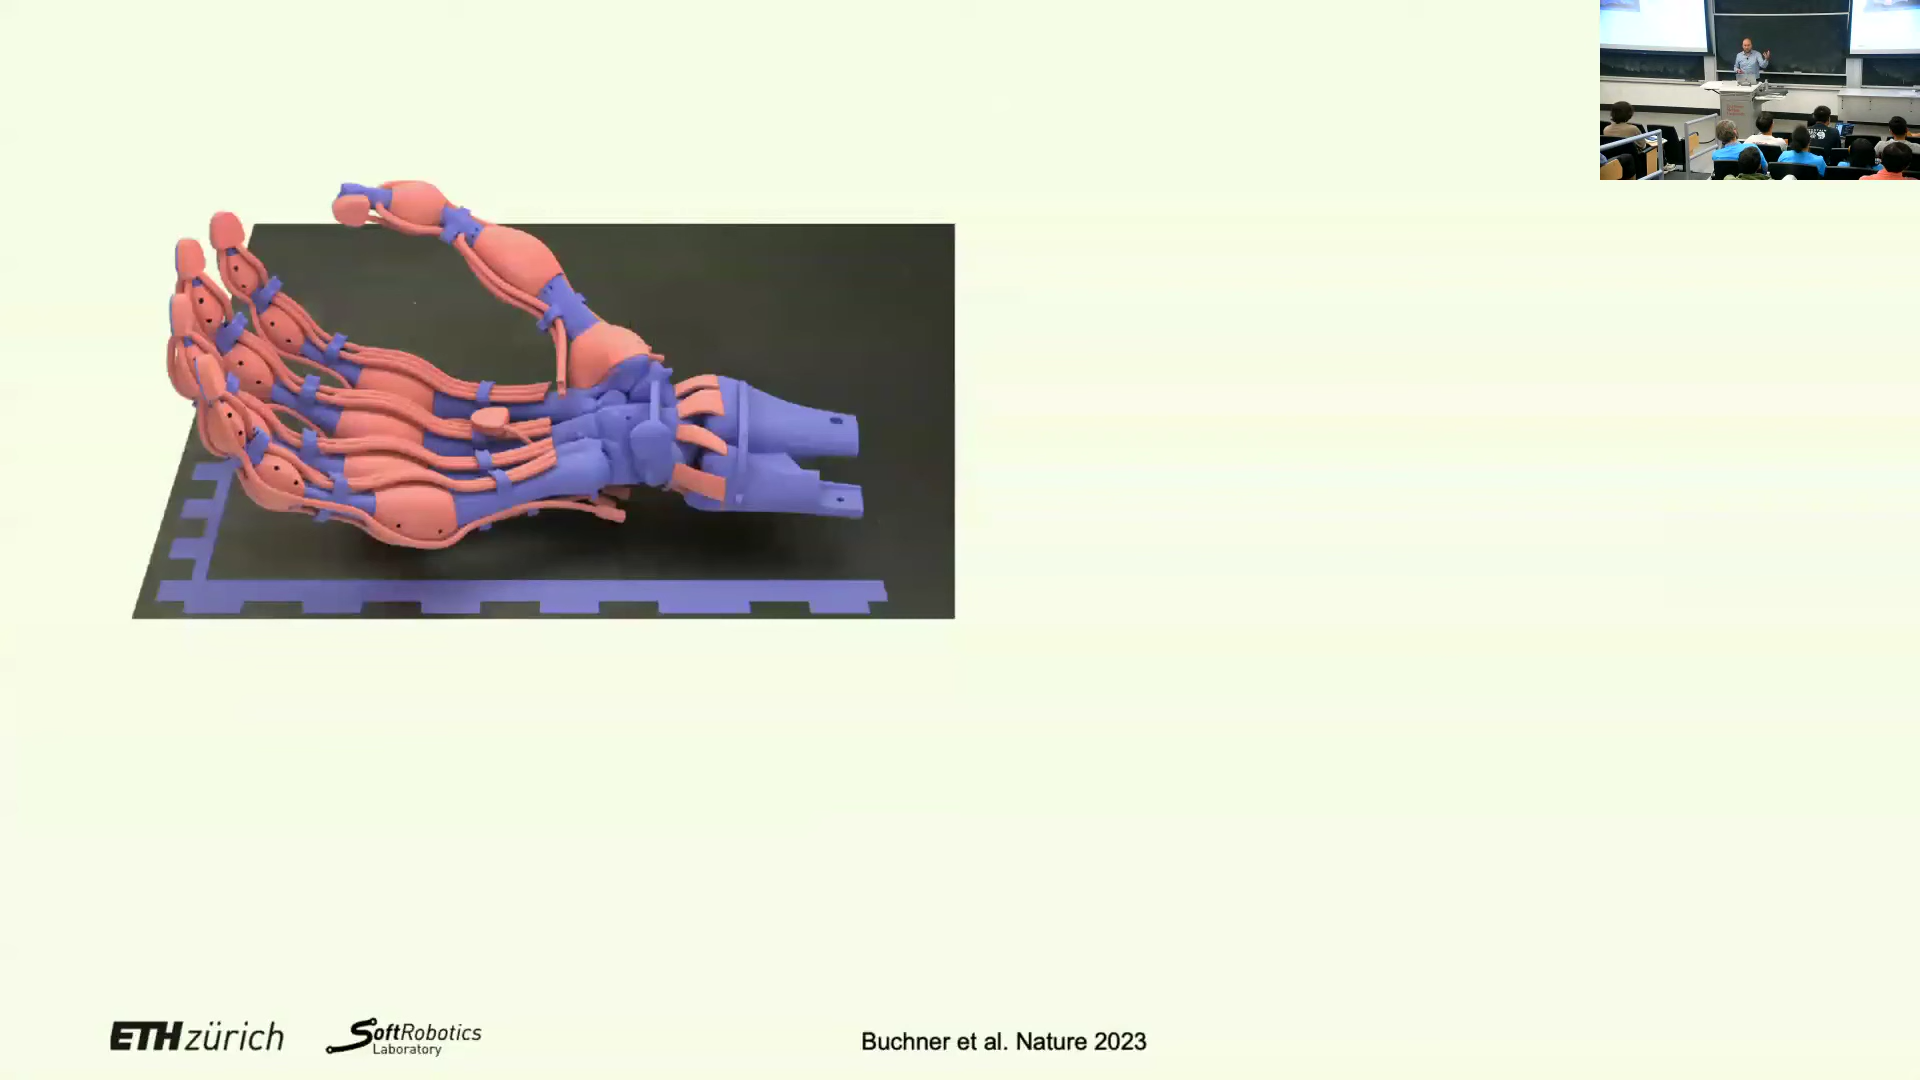 ETH zürich
SoftRobotics
Laboratory
Buchner et al. Nature 2023